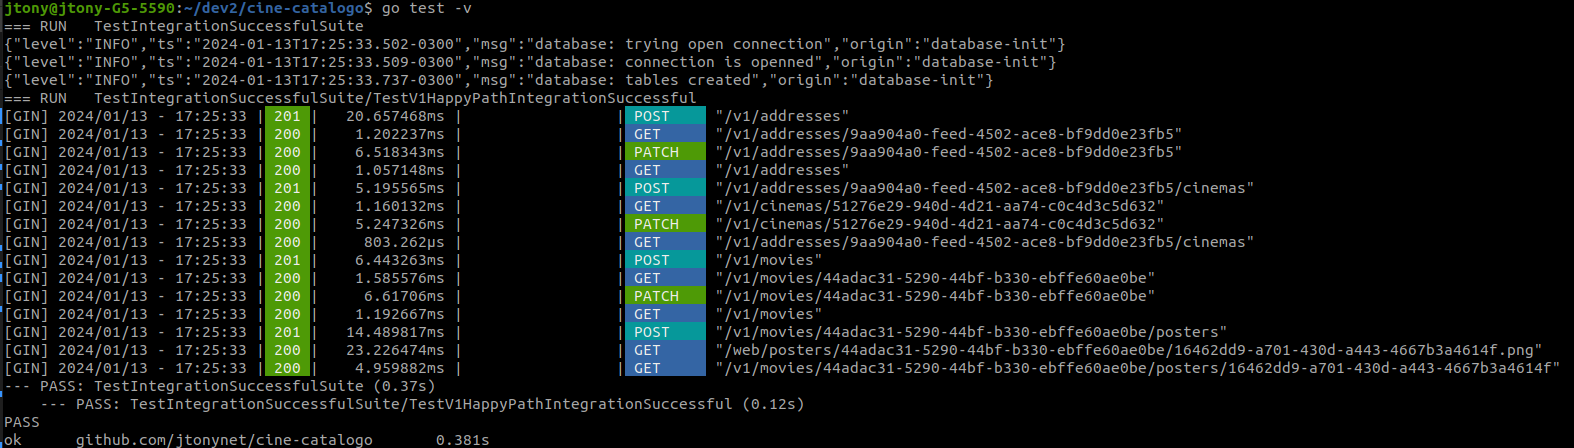 jtony@jtony-G5-5590:~/dev2/cine-catalogo$ go test -v
=== RUN   TestIntegrationSuccessfulSuite
{"level":"INFO","ts":"2024-01-13T17:25:33.502-0300","msg":"database: trying open connection","origin":"database-init"}
{"level":"INFO","ts":"2024-01-13T17:25:33.509-0300","msg":"database: connection is openned","origin":"database-init"}
{"level":"INFO","ts":"2024-01-13T17:25:33.737-0300","msg":"database: tables created","origin":"database-init"}
=== RUN   TestIntegrationSuccessfulSuite/TestV1HappyPathIntegrationSuccessful
[GIN] 2024/01/13 - 17:25:33 | 201 |   20.657468ms |                 | POST     "/v1/addresses"
[GIN] 2024/01/13 - 17:25:33 | 200 |    1.202237ms |                 | GET      "/v1/addresses/9aa904a0-feed-4502-ace8-bf9dd0e23fb5"
[GIN] 2024/01/13 - 17:25:33 | 200 |    6.518343ms |                 | PATCH    "/v1/addresses/9aa904a0-feed-4502-ace8-bf9dd0e23fb5"
[GIN] 2024/01/13 - 17:25:33 | 200 |    1.057148ms |                 | GET      "/v1/addresses"
[GIN] 2024/01/13 - 17:25:33 | 201 |    5.195565ms |                 | POST     "/v1/addresses/9aa904a0-feed-4502-ace8-bf9dd0e23fb5/cinemas"
[GIN] 2024/01/13 - 17:25:33 | 200 |    1.160132ms |                 | GET      "/v1/cinemas/51276e29-940d-4d21-aa74-c0c4d3c5d632"
[GIN] 2024/01/13 - 17:25:33 | 200 |    5.247326ms |                 | PATCH    "/v1/cinemas/51276e29-940d-4d21-aa74-c0c4d3c5d632"
[GIN] 2024/01/13 - 17:25:33 | 200 |     803.262µs |                 | GET      "/v1/addresses/9aa904a0-feed-4502-ace8-bf9dd0e23fb5/cinemas"
[GIN] 2024/01/13 - 17:25:33 | 201 |    6.443263ms |                 | POST     "/v1/movies"
[GIN] 2024/01/13 - 17:25:33 | 200 |    1.585576ms |                 | GET      "/v1/movies/44adac31-5290-44bf-b330-ebffe60ae0be"
[GIN] 2024/01/13 - 17:25:33 | 200 |     6.61706ms |                 | PATCH    "/v1/movies/44adac31-5290-44bf-b330-ebffe60ae0be"
[GIN] 2024/01/13 - 17:25:33 | 200 |    1.192667ms |                 | GET      "/v1/movies"
[GIN] 2024/01/13 - 17:25:33 | 201 |   14.489817ms |                 | POST     "/v1/movies/44adac31-5290-44bf-b330-ebffe60ae0be/posters"
[GIN] 2024/01/13 - 17:25:33 | 200 |   23.226474ms |                 | GET      "/web/posters/44adac31-5290-44bf-b330-ebffe60ae0be/16462dd9-a701-430d-a443-4667b3a4614f.png"
[GIN] 2024/01/13 - 17:25:33 | 200 |    4.959882ms |                 | GET      "/v1/movies/44adac31-5290-44bf-b330-ebffe60ae0be/posters/16462dd9-a701-430d-a443-4667b3a4614f"
--- PASS: TestIntegrationSuccessfulSuite (0.37s)
    --- PASS: TestIntegrationSuccessfulSuite/TestV1HappyPathIntegrationSuccessful (0.12s)
PASS
ok      github.com/jtonynet/cine-catalogo       0.381s